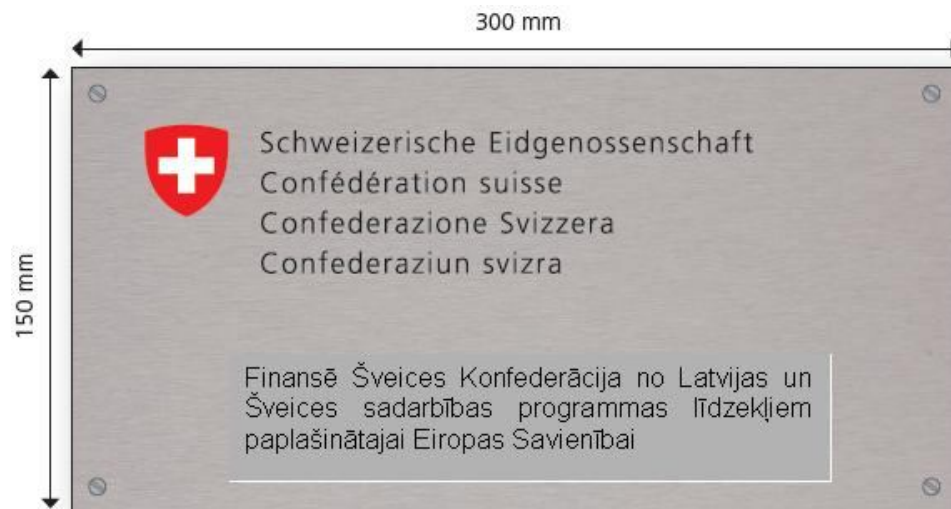 300 mm
150 mm
Schweizerische Eidgenossenschaft
Confédération suisse
Confederazione Svizzera
Confederaziun svizra
Finansē Šveices Konfederācija no Latvijas un
Šveices sadarbības programmas līdzekļiem
paplašinātajai Eiropas Savienībai